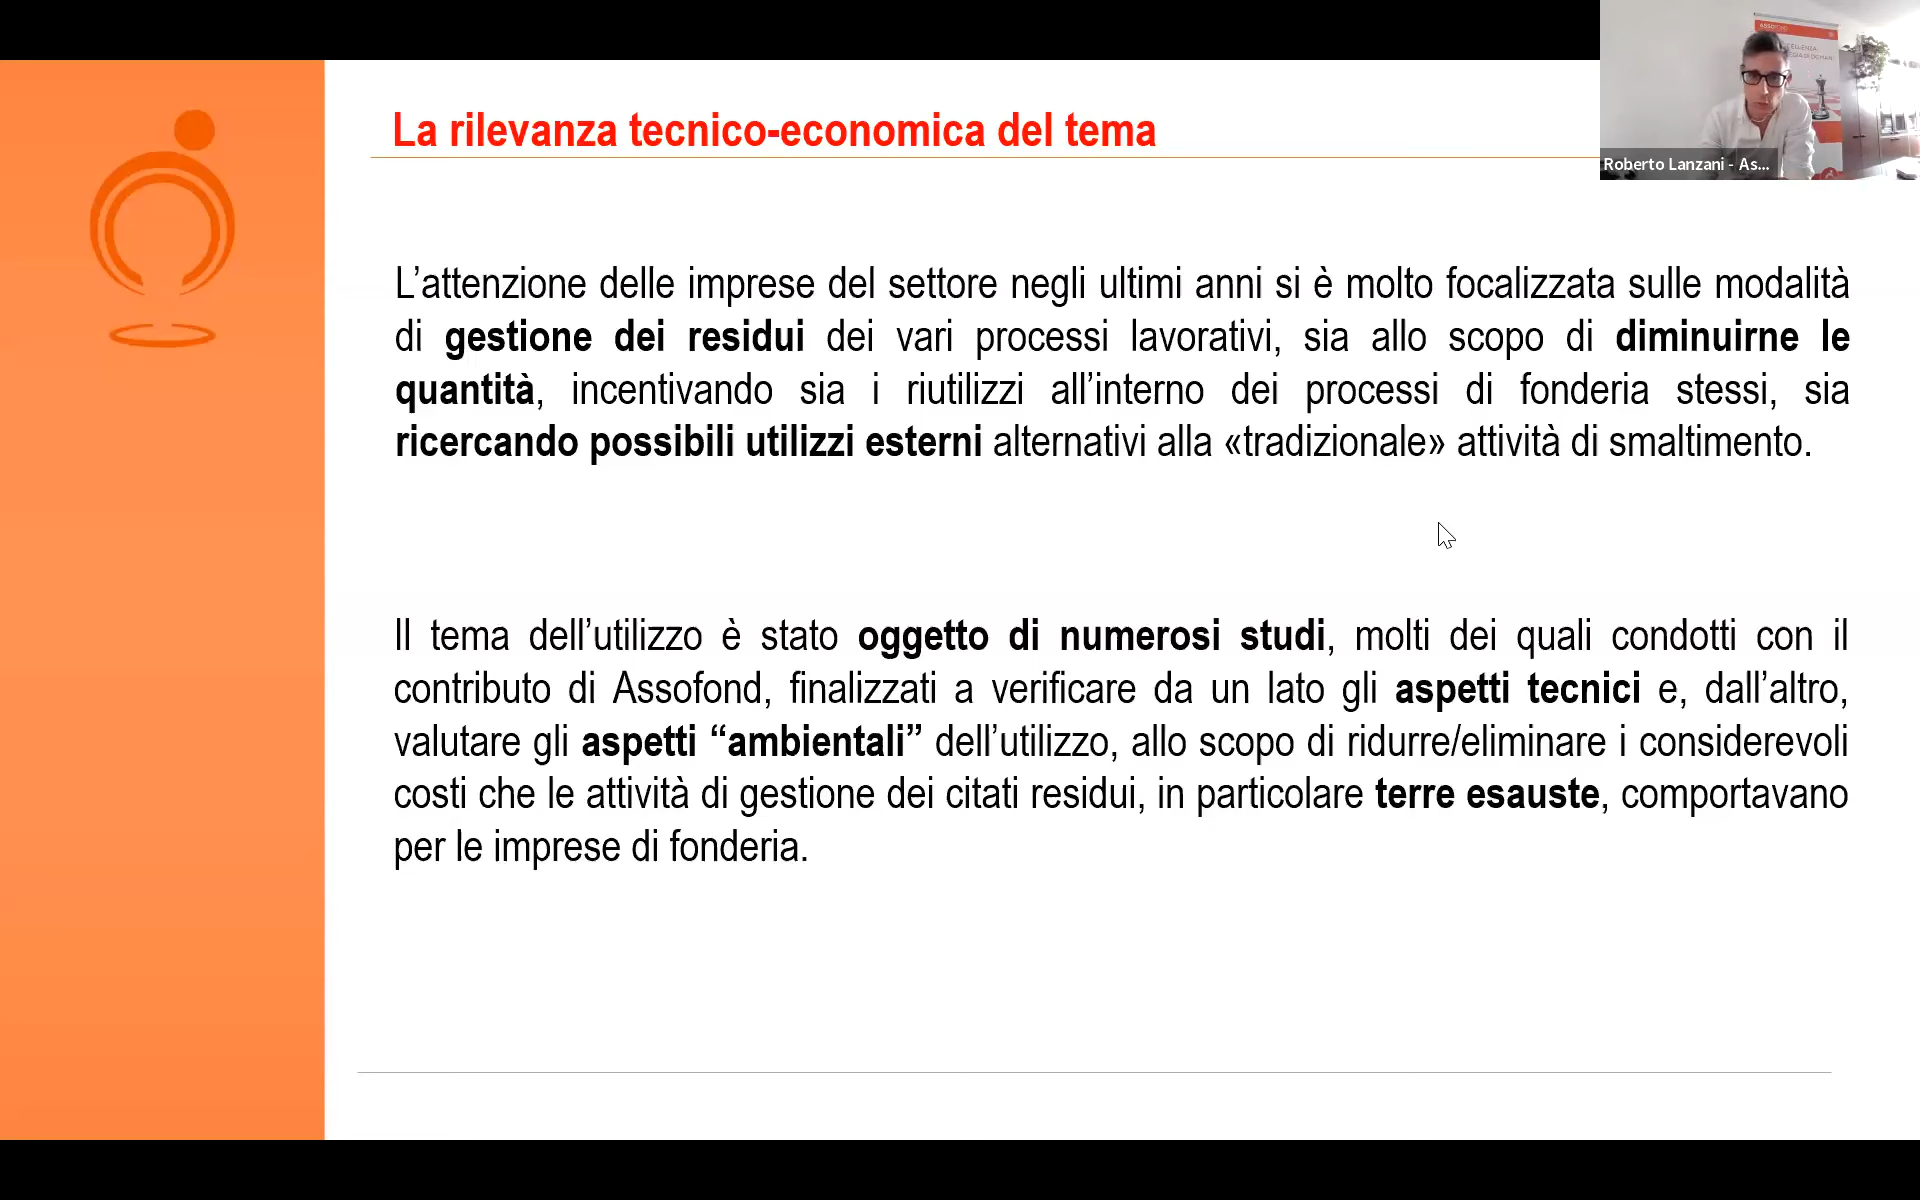 La rilevanza tecnico-economica del tema
Roberto Lanzani - As...
L’attenzione delle imprese del settore negli ultimi anni si è molto focalizzata sulle modalità
di gestione dei residui dei vari processi lavorativi, sia allo scopo di diminuirne le
quantità, incentivando sia i riutilizzi all’interno dei processi di fonderia stessi, sia
ricercando possibili utilizzi esterni alternativi alla «tradizionale» attività di smaltimento.
Il tema dell’utilizzo è stato oggetto di numerosi studi, molti dei quali condotti con il
contributo di Assofond, finalizzati a verificare da un lato gli aspetti tecnici e, dall’altro,
valutare gli aspetti “ambientali” dell’utilizzo, allo scopo di ridurre/eliminare i considerevoli
costi che le attività di gestione dei citati residui, in particolare terre esauste, comportavano
per le imprese di fonderia.